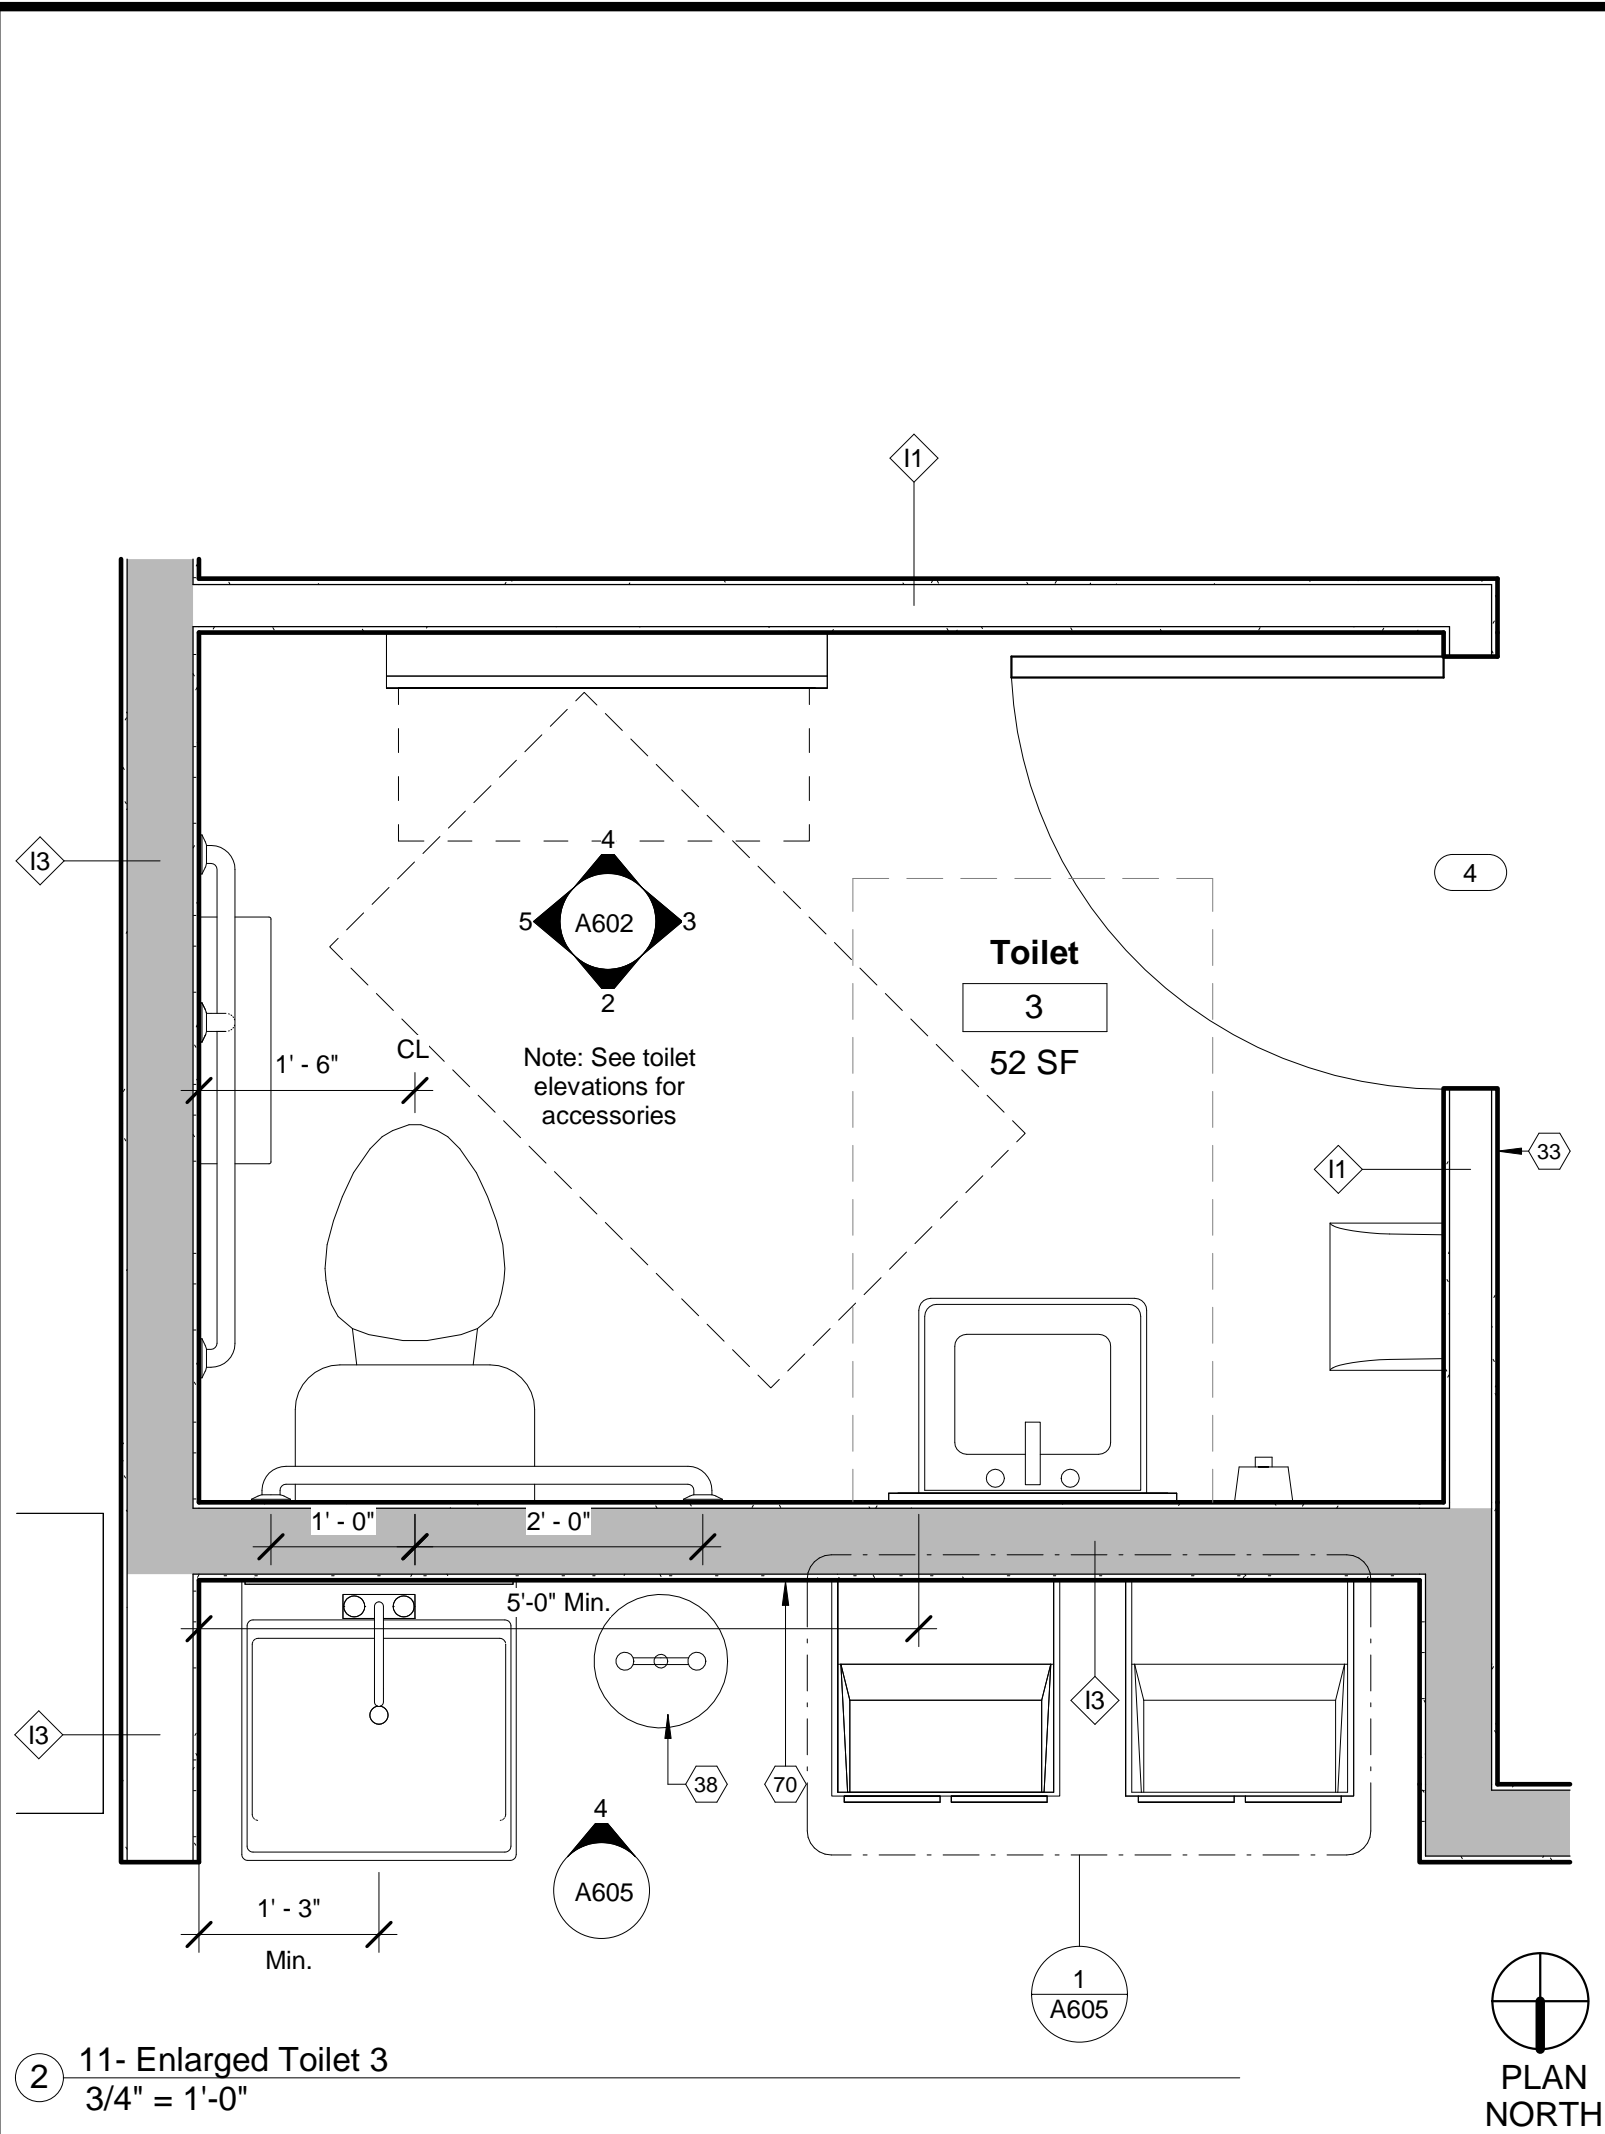 I1
I3
4
4
5
A602
3
2
Toilet
3
52 SF
1' - 6"
CL
Note: See toilet
elevations for
accessories
I1
33
1' - 0"
2' - 0"
5'-0" Min.
I3
I3
38
70
4
A605
1' - 3"
Min.
1
A605
2
11- Enlarged Toilet 3
3/4" = 1'-0"
PLAN
NORTH